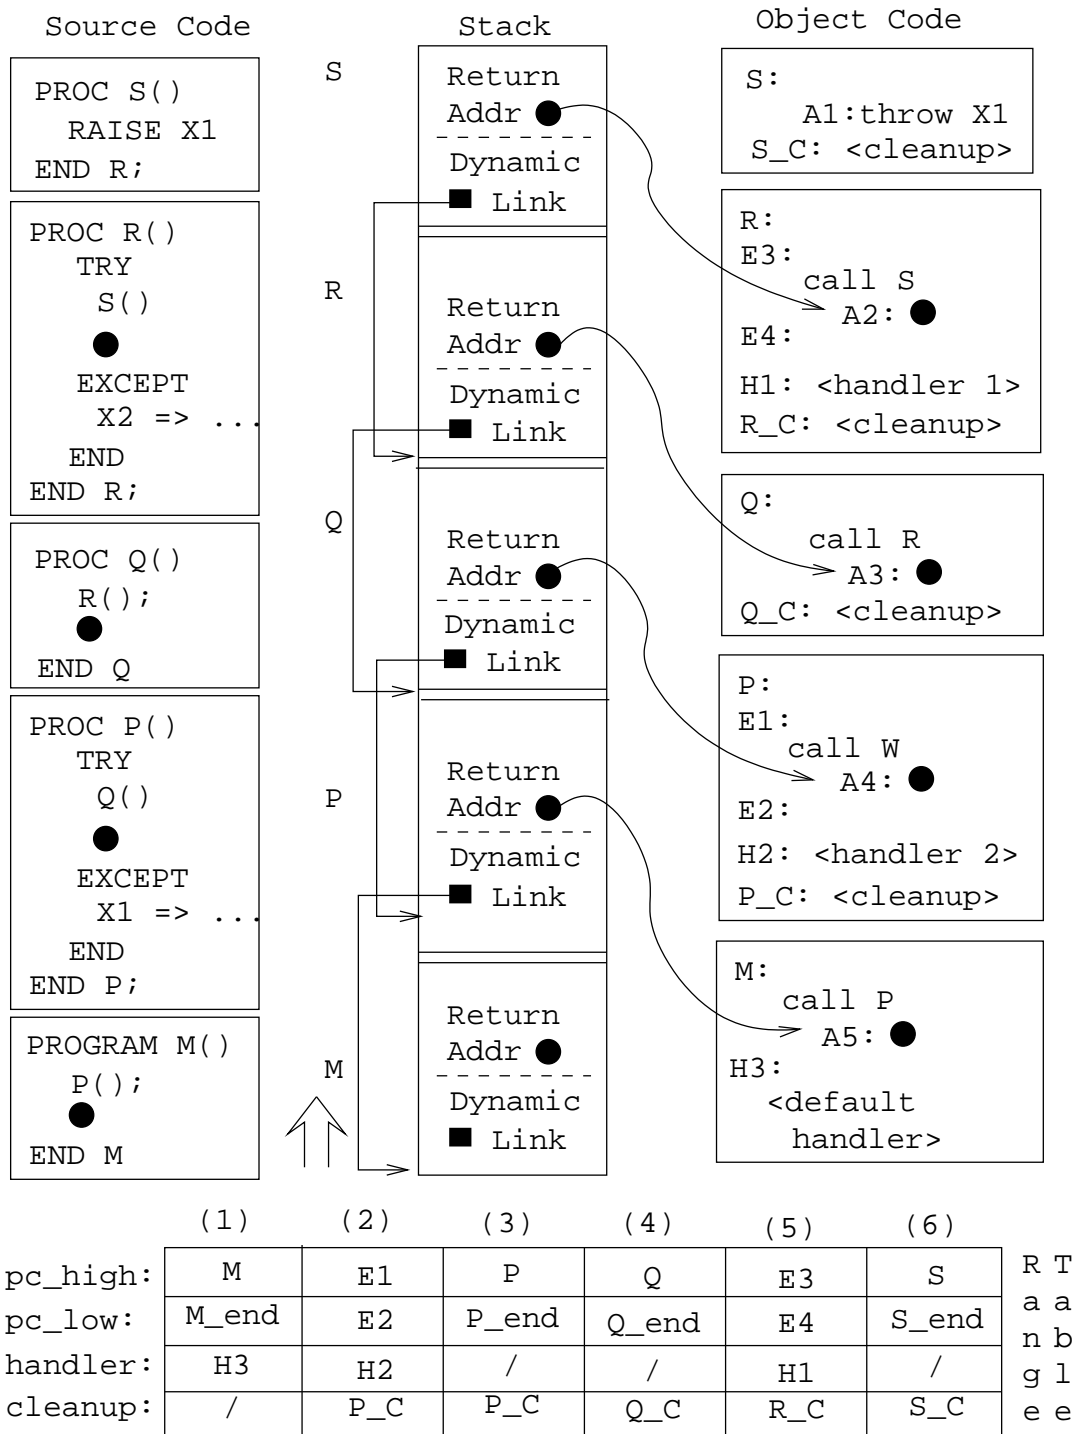 Source Code
PROC S()
RAISE X1
END R;
PROC R()
TRY
S()
EXCEPT
X2 => ...
END
END R;
PROC Q()
R();
END Q
PROC P()
TRY
Q()
EXCEPT
X1 => ...
END
END P;
PROGRAM M()
P();
END M
Stack
S
Return
Addr
Dynamic
Link
R
Return
Addr
Dynamic
Link
Q
Return
Addr
Dynamic
Link
P
Return
Addr
Dynamic
Link
M
Return
Addr
Dynamic
Link
Object Code
S:
A1:throw X1
S_C: <cleanup>
R:
E3:
call S
A2:
E4:
H1: <handler 1>
R_C: <cleanup>
Q:
call R
A3:
Q_C: <cleanup>
P:
E1:
call W
A4:
E2:
H2: <handler 2>
P_C: <cleanup>
M:
call P
A5:
H3:
<default
handler>
(1) (2) (3) (4) (5) (6)
pc_high: M E1 P Q E3 S
pc_low: M_end E2 P_end Q_end E4 S_end
handler: H3 H2 / / H1 /
cleanup: / P_C P_C Q_C R_C S_C
Range
Table